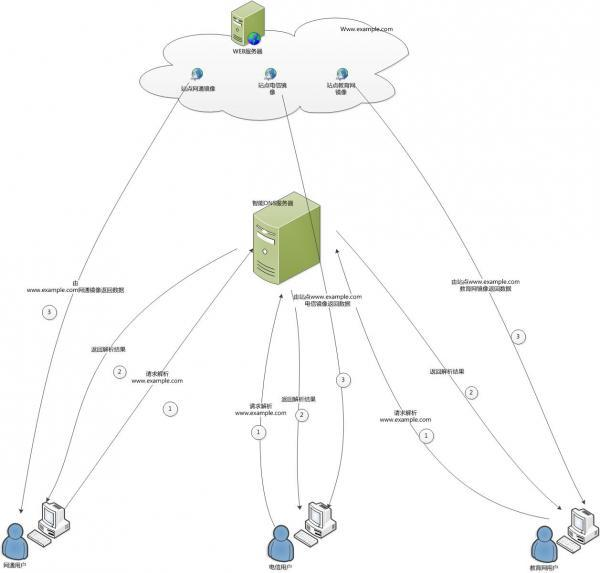 Www.example.com
WEB服务器
站点网通镜像
站点电信镜
像
站点教育网
镜像
智能DNS服务器
由
www.example.com网通镜像返回数据
3
由站点www.example.com
电信镜像返回数据
由站点www.example.com
教育网镜像返回数据
3
返回解析结果
2
请求解析
www.example.com
1
请求解析
www.example.com
1
返回解析结果
2
3
请求解析
www.example.com
1
返回解析结果
2
网通用户
电信用户
教育网用户